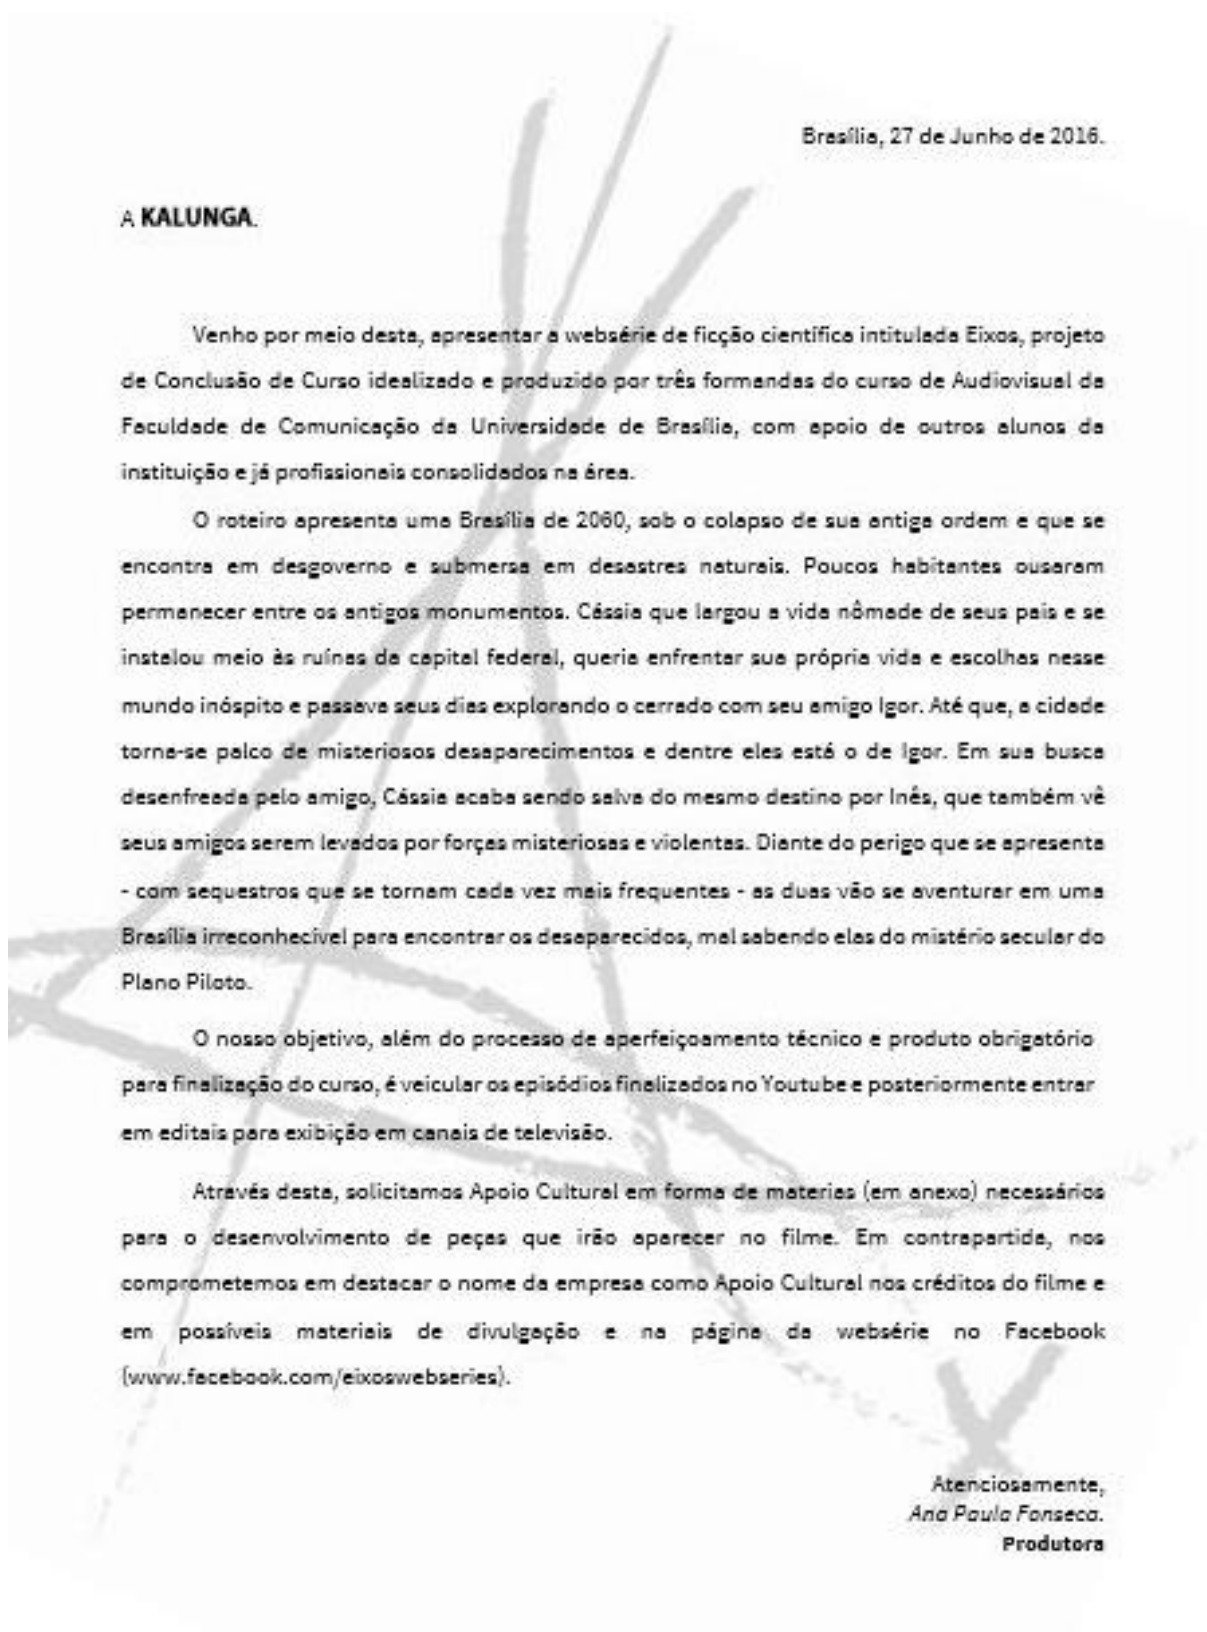 Brasília, 27 de Junho de 2016.
A KALUNGA.
Venho por meio desta, apresentar a websérie de ficção científica intitulada Eixos, projeto
de Conclusão de Curso idealizado e produzido por três formandas do curso de Audiovisual da
Faculdade de Comunicação da Universidade de Brasília, com apoio de outros alunos da
instituição e já profissionais consolidados na área.
O roteiro apresenta uma Brasília de 2060, sob o colapso de sua antiga ordem e que se
encontra em desgoverno e submersa em desastres naturais. Poucos habitantes ousaram
permanecer entre os antigos monumentos. Cássia que largou a vida nômade de seus pais e se
instalou meio às ruínas da capital federal, queria enfrentar sua própria vida e escolhas nesse
mundo inóspito e passava seus dias explorando o cerrado com seu amigo Igor. Até que, a cidade
torna-se palco de misteriosos desaparecimentos e dentre eles está o de Igor. Em sua busca
desenfreada pelo amigo, Cássia acaba sendo salva do mesmo destino por Inês, que também vê
seus amigos serem levados por forças misteriosas e violentas. Diante do perigo que se apresenta
- com sequestros que se tornam cada vez mais frequentes - as duas vão se aventurar em uma
Brasília irreconhecível para encontrar os desaparecidos, mal sabendo elas do mistério secular do
Plano Piloto.
O nosso objetivo, além do processo de aperfeiçoamento técnico e produto obrigatório
para finalização do curso, é veicular os episódios finalizados no Youtube e posteriormente entrar
em editais para exibição em canais de televisão.
Através desta, solicitamos Apoio Cultural em forma de materias (em anexo) necessários
para o desenvolvimento de peças que irão aparecer no filme. Em contrapartida, nos
comprometemos em destacar o nome da empresa como Apoio Cultural nos créditos do filme e
em possíveis materiais de divulgação e na página da websérie no Facebook
(www.facebook.com/eixoswebseries).
Atenciosamente,
Ana Paula Fonseca.
Produtora